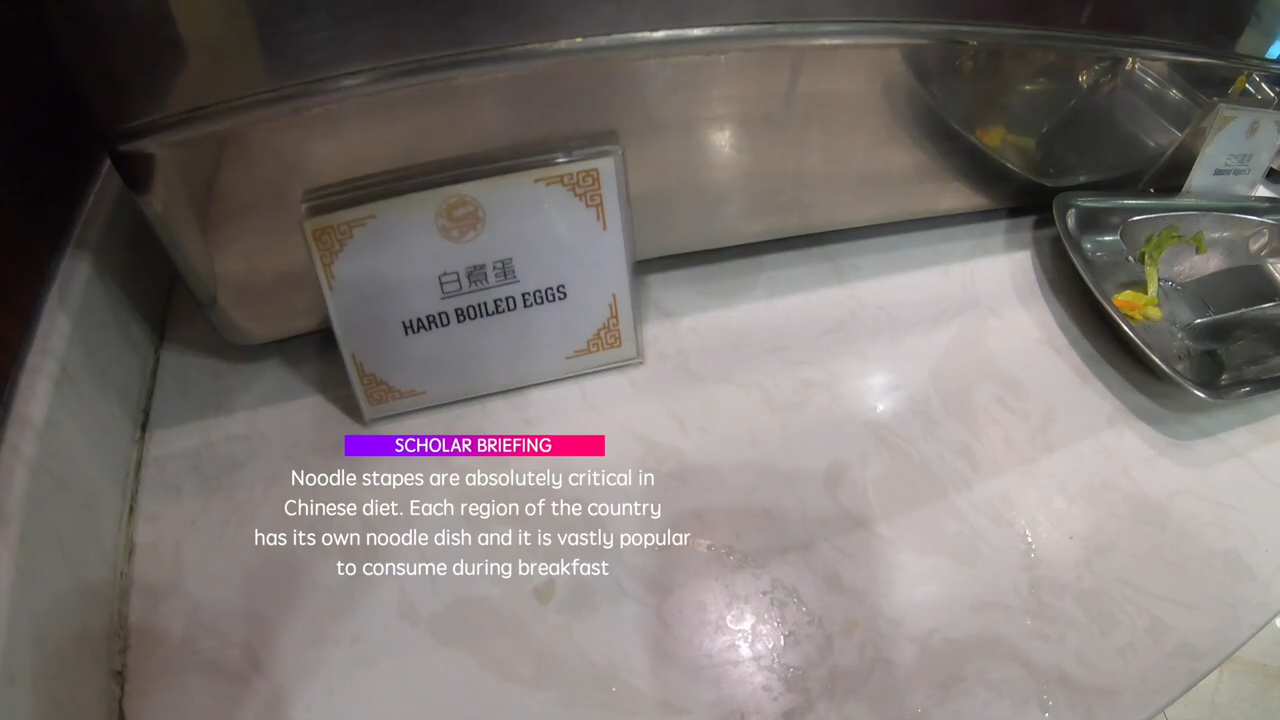 白煮蛋
HARD BOILED EGGS
SCHOLAR BRIEFING
Noodle stapes are absolutely critical in
Chinese diet. Each region of the country
has its own noodle dish and it is vastly popular
to consume during breakfast